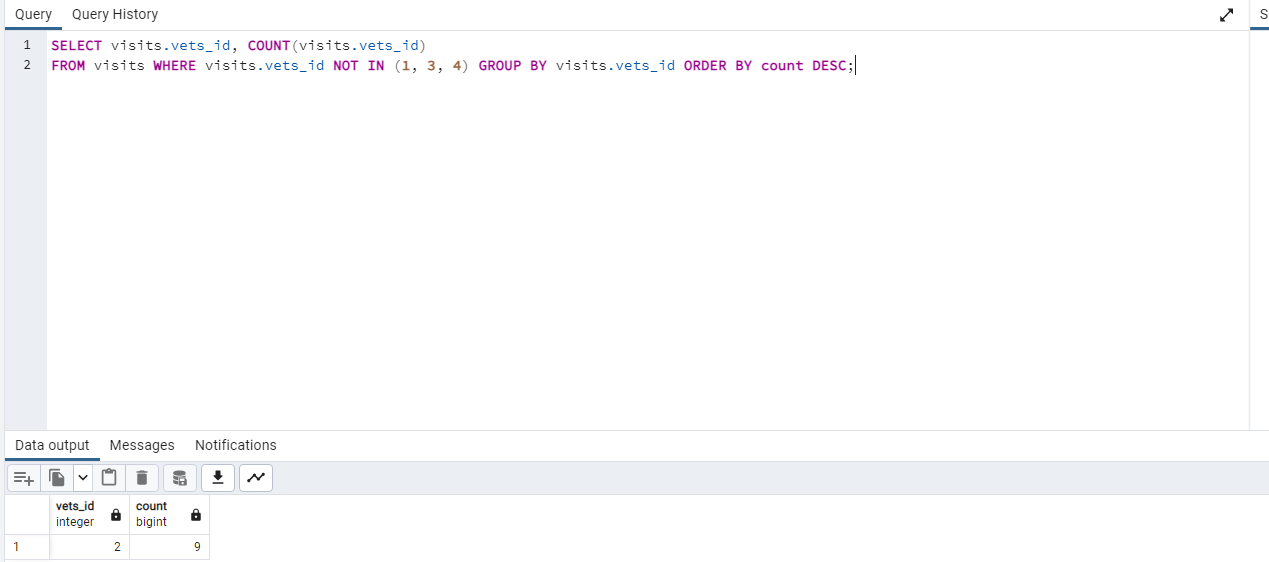 Query Query History S
1 SELECT visits.vets_id, COUNT(visits.vets_id)
2 FROM visits WHERE visits.vets_id NOT IN (1, 3, 4) GROUP BY visits.vets_id ORDER BY count DESC;
Data output Messages Notifications
vets_id count
integer bigint
1 2 9